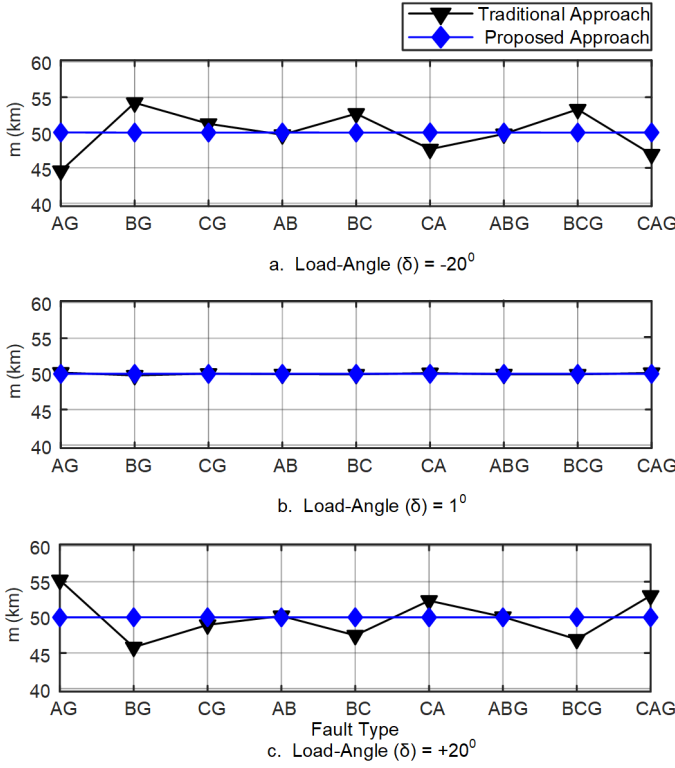 Traditional Approach
Proposed Approach
60
55
50
45
40
m (km)
AG BG CG AB BC CA ABG BCG CAG
a. Load-Angle (δ) = -20⁰
60
55
50
45
40
m (km)
AG BG CG AB BC CA ABG BCG CAG
b. Load-Angle (δ) = 1⁰
60
55
50
45
40
m (km)
AG BG CG AB BC CA ABG BCG CAG
Fault Type
c. Load-Angle (δ) = +20⁰